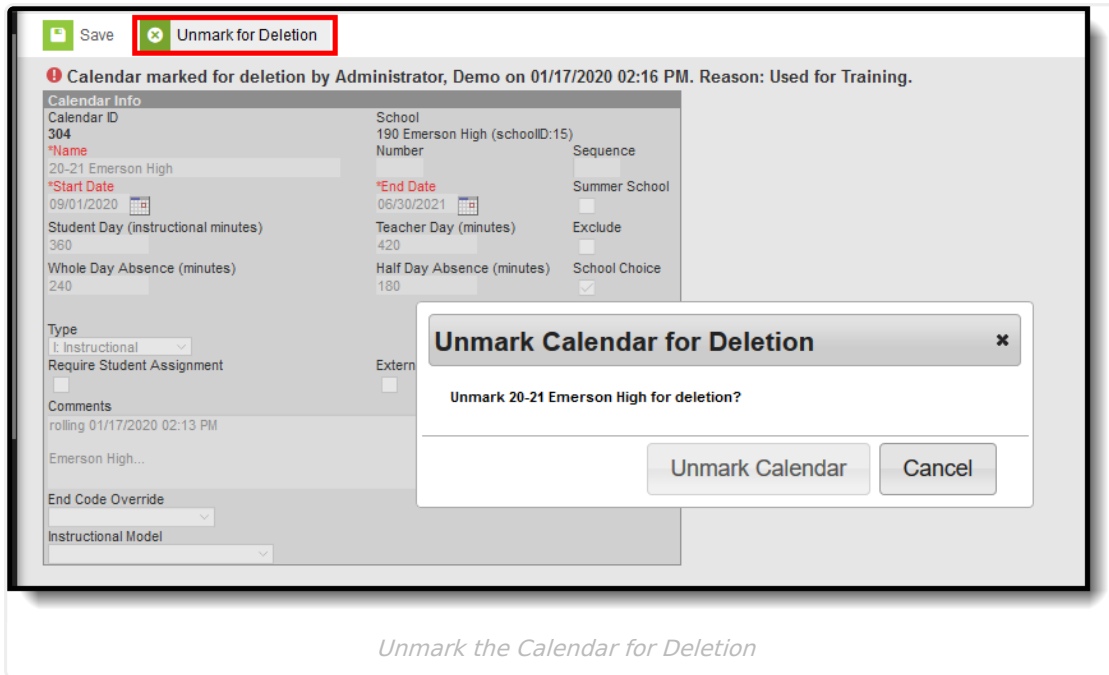 Save Unmark for Deletion
Calendar marked for deletion by Administrator, Demo on 01/17/2020 02:16 PM. Reason: Used for Training.
Calendar Info
Calendar ID School
304 190 Emerson High (schoolID:15)
*Name Number Sequence
20-21 Emerson High
*Start Date *End Date Summer School
09/01/2020 06/30/2021
Student Day (instructional minutes) Teacher Day (minutes) Exclude
360 420
Whole Day Absence (minutes) Half Day Absence (minutes) School Choice
240 180
Type
I: Instructional
Require Student Assignment Extern
Comments
rolling 01/17/2020 02:13 PM
Emerson High...
End Code Override
Instructional Model
Unmark Calendar for Deletion
Unmark 20-21 Emerson High for deletion?
Unmark Calendar Cancel
Unmark the Calendar for Deletion